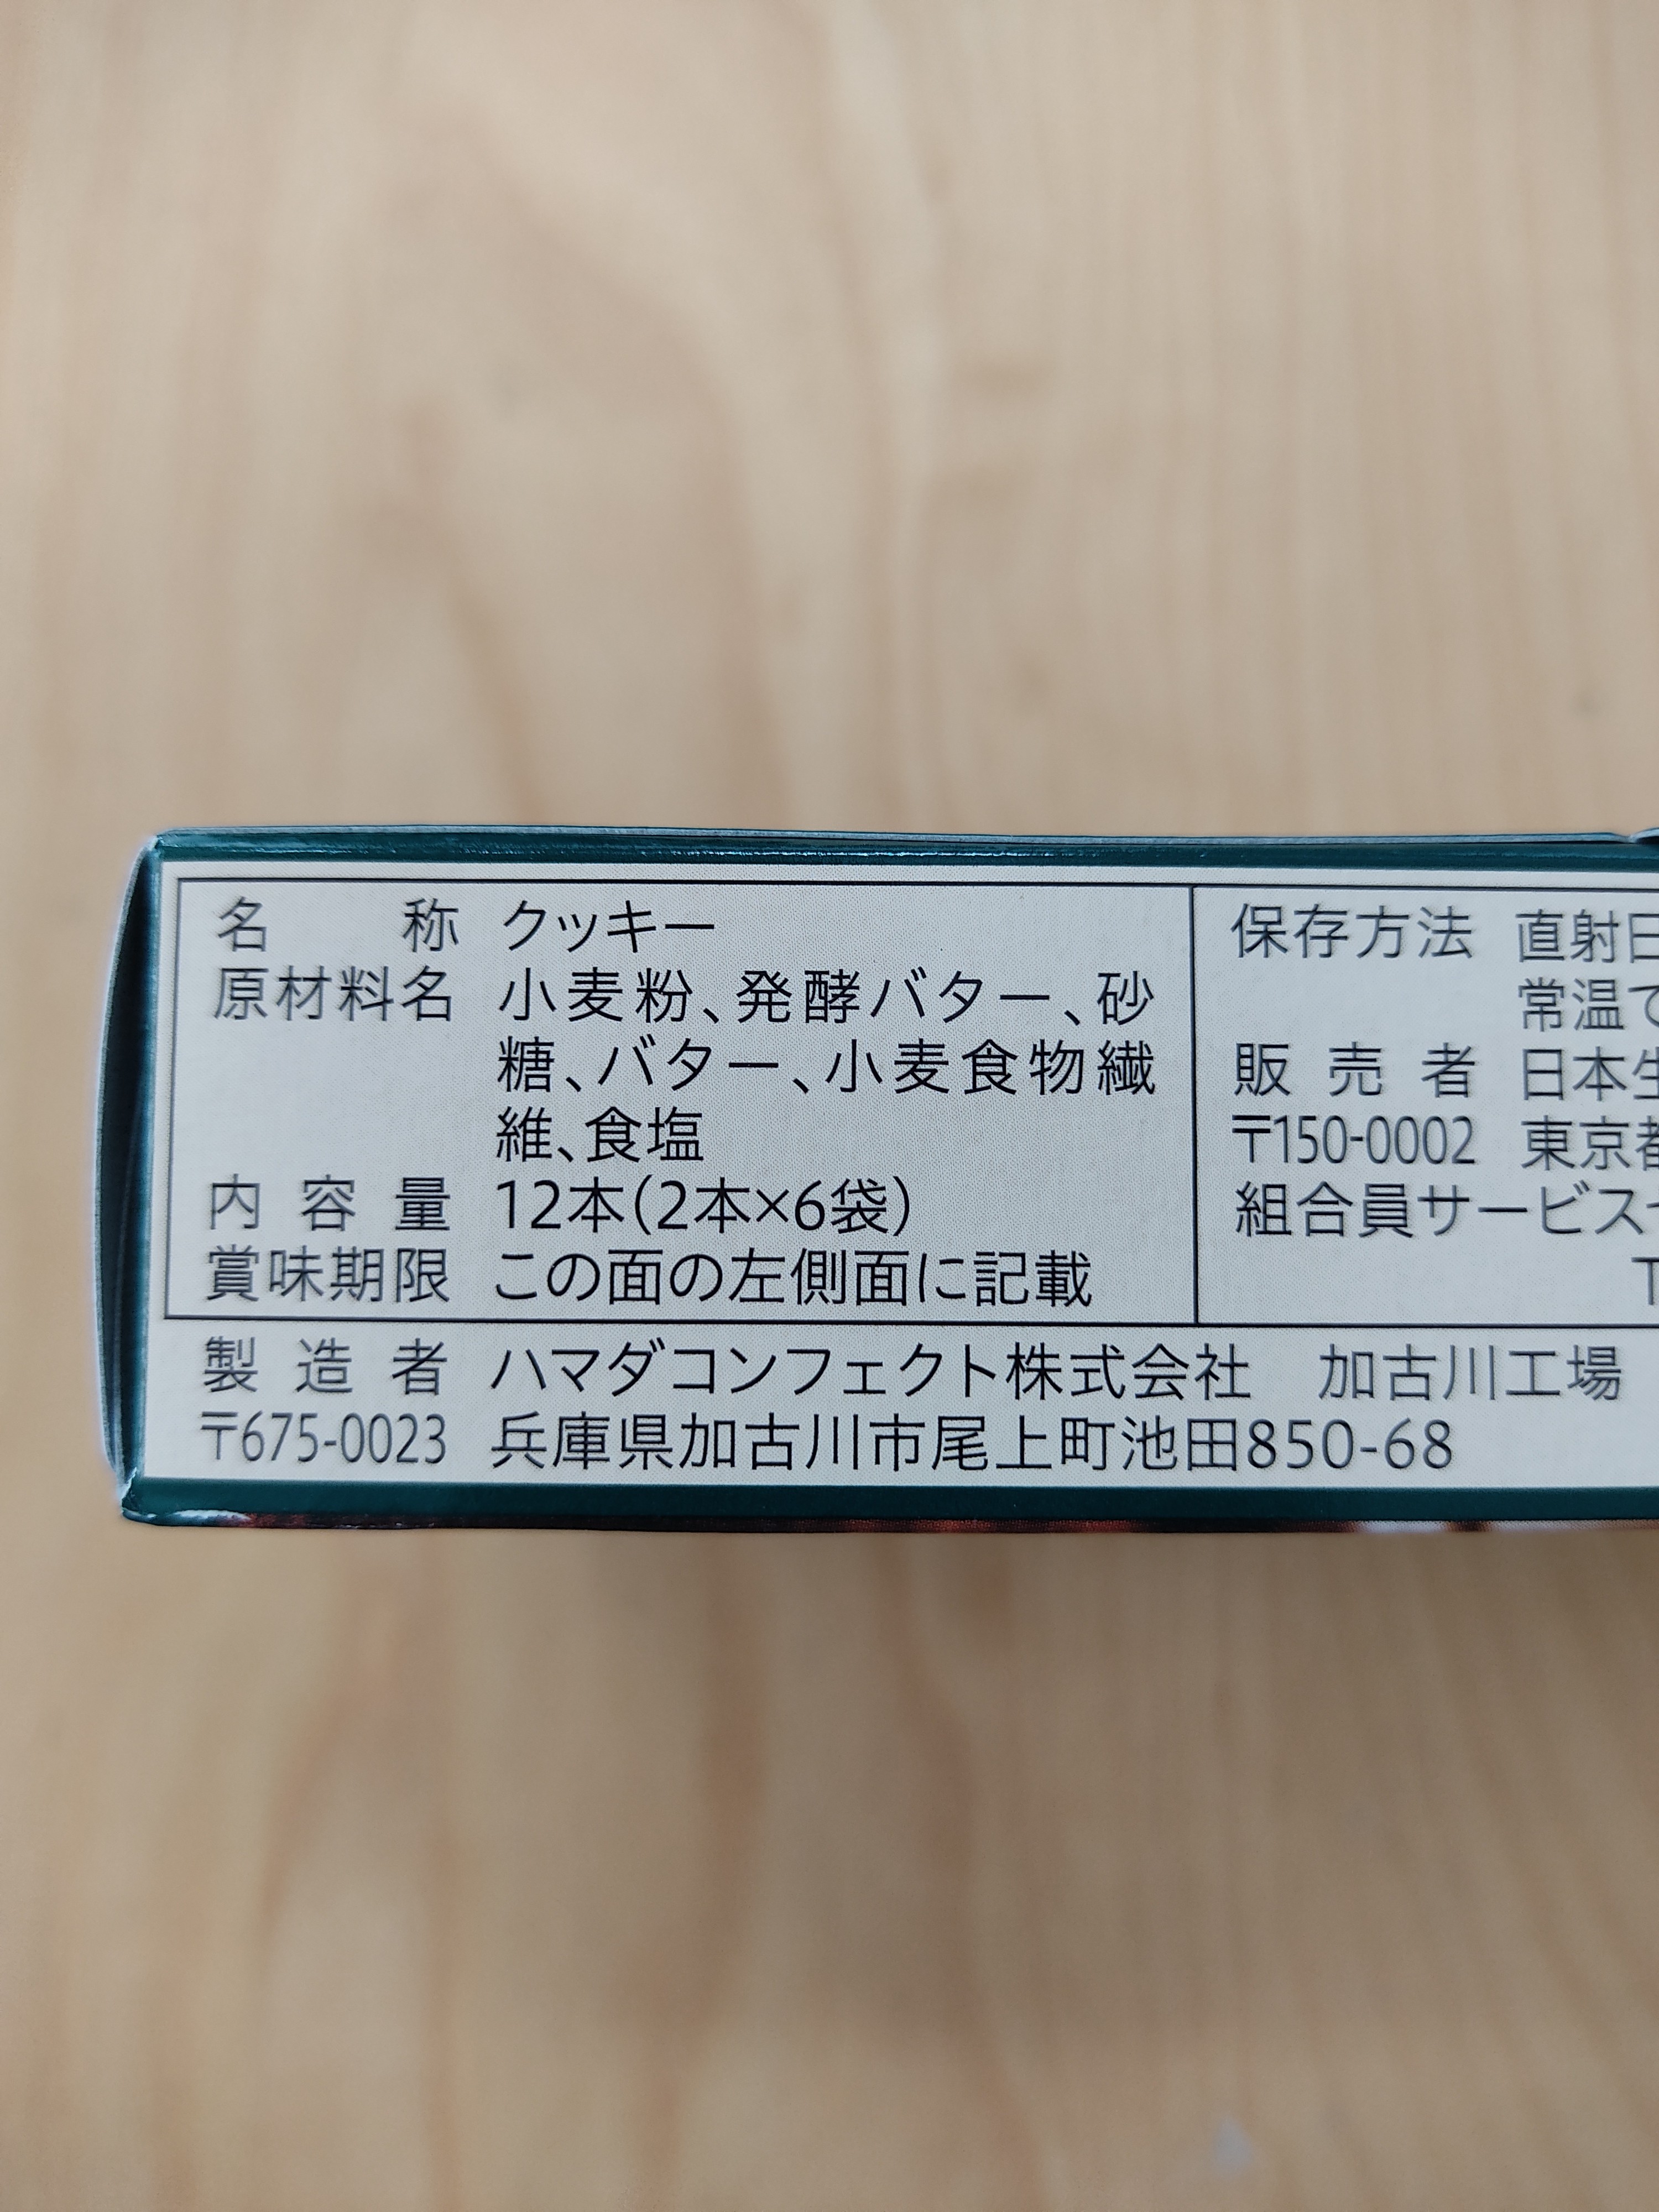 名称 クッキー
原材料名 小麦粉、発酵バター、砂
糖、バター、小麦食物繊
維、食塩
内容量 12本(2本×6袋)
賞味期限 この面の左側面に記載
保存方法 直射日
常温で
販売者 日本生
〒150-0002 東京都
組合員サービス
T
製造者 ハマダコンフェクト株式会社 加古川工場
〒675-0023 兵庫県加古川市尾上町池田850-68